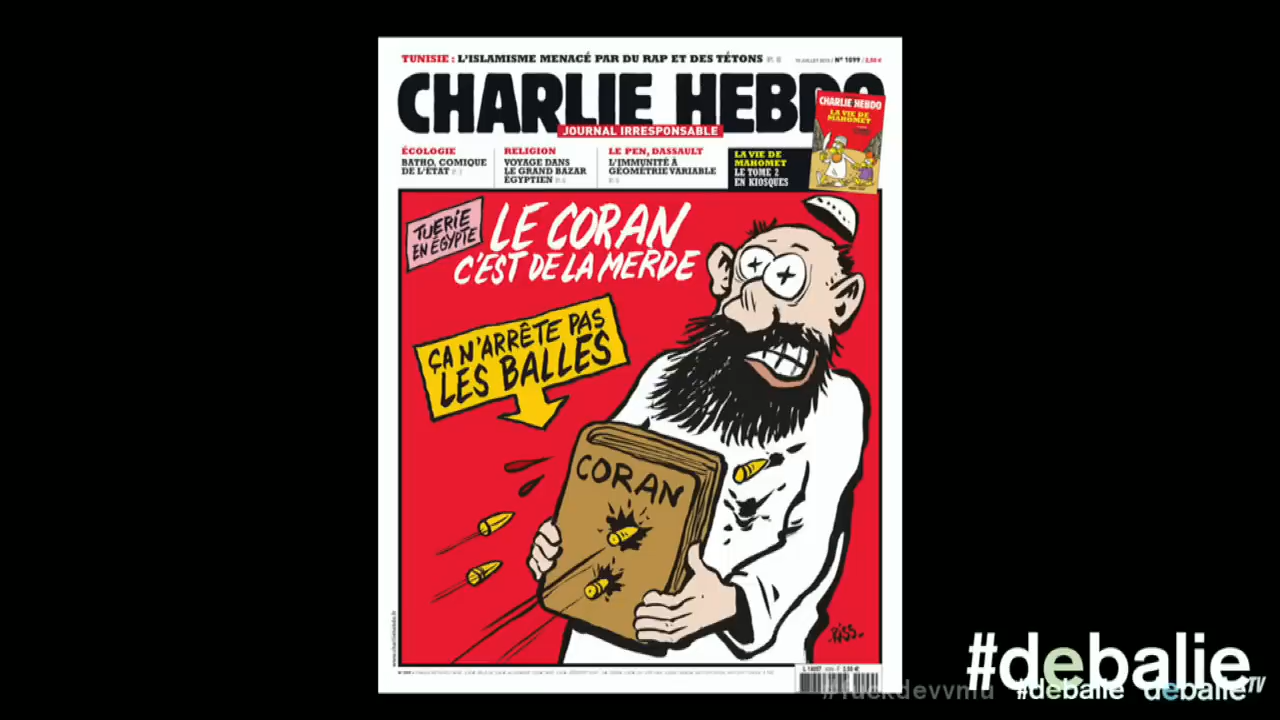 TUNISIE : L'ISLAMISME MENACÉ PAR DU RAP ET DES TÉTONS
N° 1099 / 2,50 €
CHARLIE HEBDO
JOURNAL IRRESPONSABLE
CHARLIE HEBDO
LA VIE DE
MAHOMET
ÉCOLOGIE
BATHO, COMIQUE
DE L'ÉTAT
RELIGION
VOYAGE DANS
LE GRAND BAZAR
ÉGYPTIEN
LE PEN, DASSAULT
L'IMMUNITÉ À
GÉOMÉTRIE VARIABLE
LA VIE DE
MAHOMET
LE TOME 2
EN KIOSQUES
TUERIE
EN ÉGYPTE
LE CORAN
C'EST DE LA MERDE
ÇA N'ARRÊTE PAS
LES BALLES
CORAN
RISS
#debalie
TV
#debalie
debalie